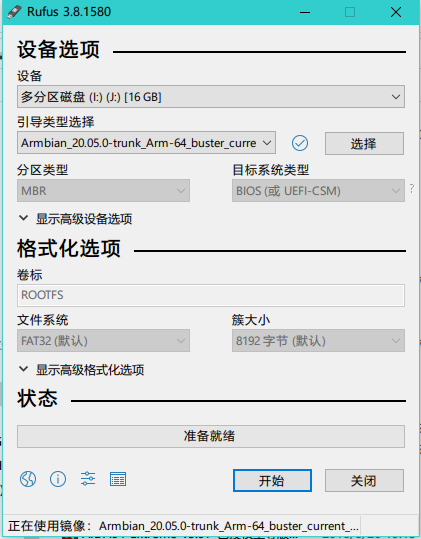 Rufus 3.8.1580
设备选项
设备
多分区磁盘 (I:) (J:) [16 GB]
引导类型选择
Armbian_20.05.0-trunk_Arm-64_buster_curre
选择
分区类型
目标系统类型
MBR
BIOS (或 UEFI-CSM)
?
显示高级设备选项
格式化选项
卷标
ROOTFS
文件系统
簇大小
FAT32 (默认)
8192 字节 (默认)
显示高级格式化选项
状态
准备就绪
开始
关闭
正在使用镜像：Armbian_20.05.0-trunk_Arm-64_buster_current_...